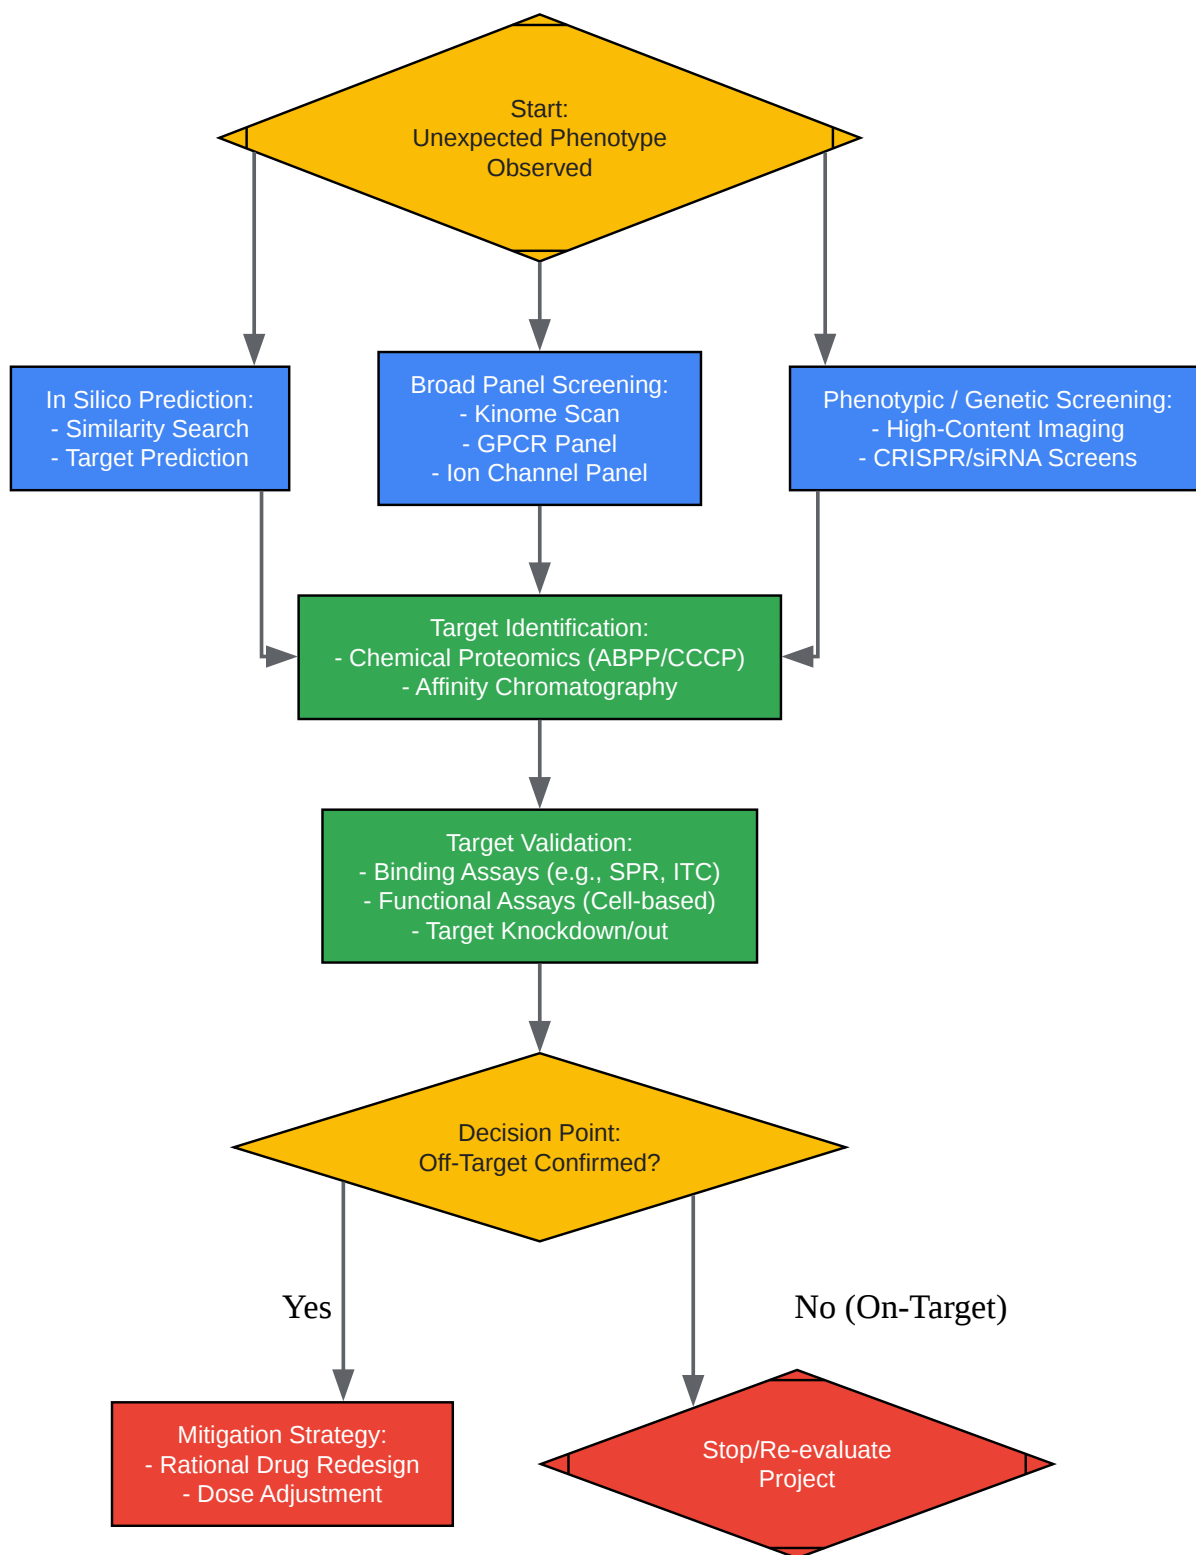 Start:
Unexpected Phenotype
Observed
In Silico Prediction:
- Similarity Search
- Target Prediction
Broad Panel Screening:
- Kinome Scan
- GPCR Panel
- Ion Channel Panel
Phenotypic / Genetic Screening:
- High-Content Imaging
- CRISPR/siRNA Screens
Target Identification:
- Chemical Proteomics (ABPP/CCCP)
- Affinity Chromatography
Target Validation:
- Binding Assays (e.g., SPR, ITC)
- Functional Assays (Cell-based)
- Target Knockdown/out
Decision Point:
Off-Target Confirmed?
Yes
No (On-Target)
Mitigation Strategy:
- Rational Drug Redesign
- Dose Adjustment
Stop/Re-evaluate
Project